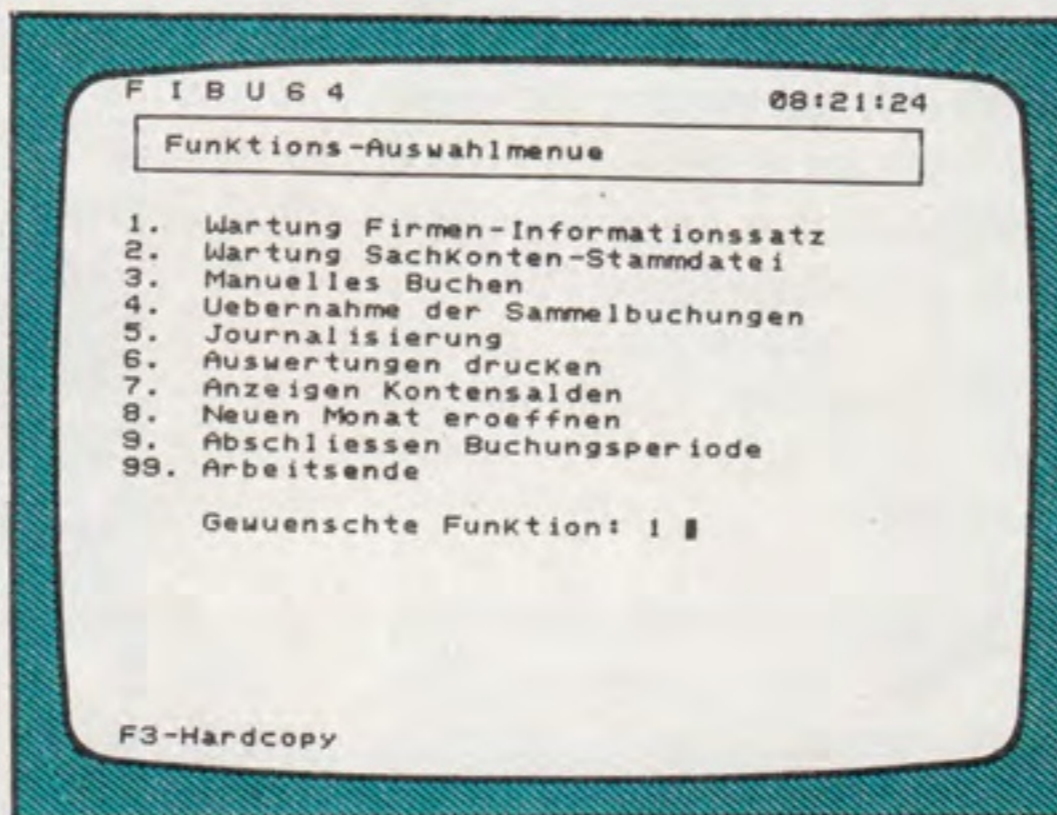 F I B U 6 4 08:21:24
Funktions-Auswahlmenue
1. Wartung Firmen-Informationssatz
2. Wartung Sachkonten-Stammdatei
3. Manuelles Buchen
4. Uebernahme der Sammelbuchungen
5. Journalisierung
6. Auswertungen drucken
7. Anzeigen Kontensalden
8. Neuen Monat eroeffnen
9. Abschliessen Buchungsperiode
99. Arbeitsende
Gewuenschte Funktion: 1
F3-Hardcopy